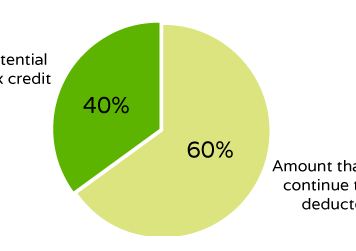 tential
x credit
40%
60%
Amount tha
continue t
deducte